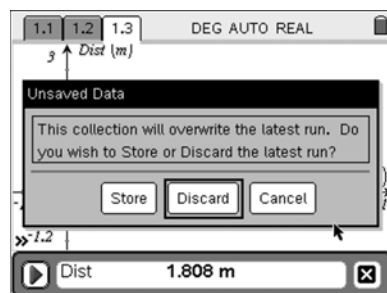 1.1 1.2 1.3 DEG AUTO REAL
3 Dist (m)
Unsaved Data
This collection will overwrite the latest run. Do
you wish to Store or Discard the latest run?
Store Discard Cancel
-1.2
Dist 1.808 m